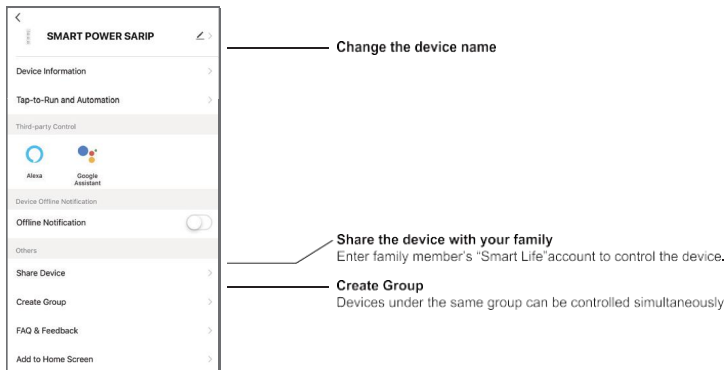 SMART POWER SARIP
Device Information
Tap-to-Run and Automation
Third-party Control
Alexa
Google
Assistant
Device Offline Notification
Offline Notification
Others
Share Device
Create Group
FAQ & Feedback
Add to Home Screen
Change the device name
Share the device with your family
Enter family member's “Smart Life”account to control the device.
Create Group
Devices under the same group can be controlled simultaneously